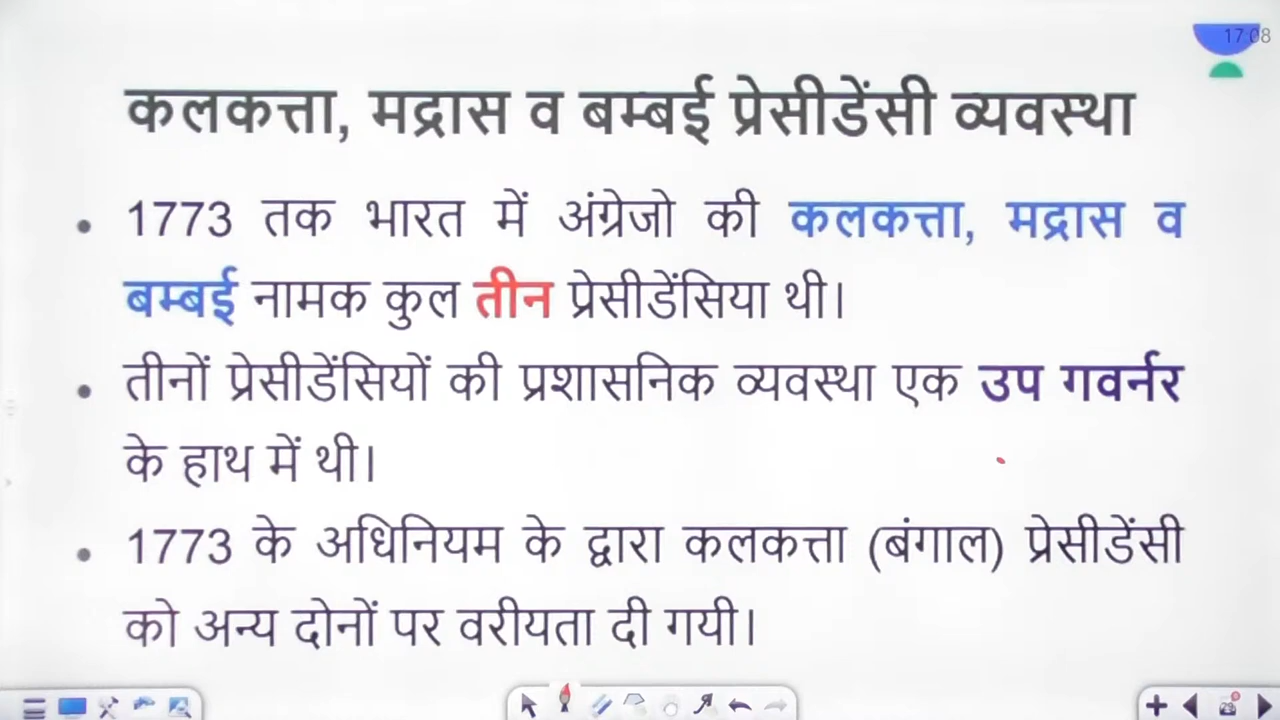 17:08
कलकत्ता, मद्रास व बम्बई प्रेसीडेंसी व्यवस्था
• 1773 तक भारत में अंग्रेजो की कलकत्ता, मद्रास व
बम्बई नामक कुल तीन प्रेसीडेंसिया थी।
• तीनों प्रेसीडेंसियों की प्रशासनिक व्यवस्था एक उप गवर्नर
के हाथ में थी।
• 1773 के अधिनियम के द्वारा कलकत्ता (बंगाल) प्रेसीडेंसी
को अन्य दोनों पर वरीयता दी गयी।